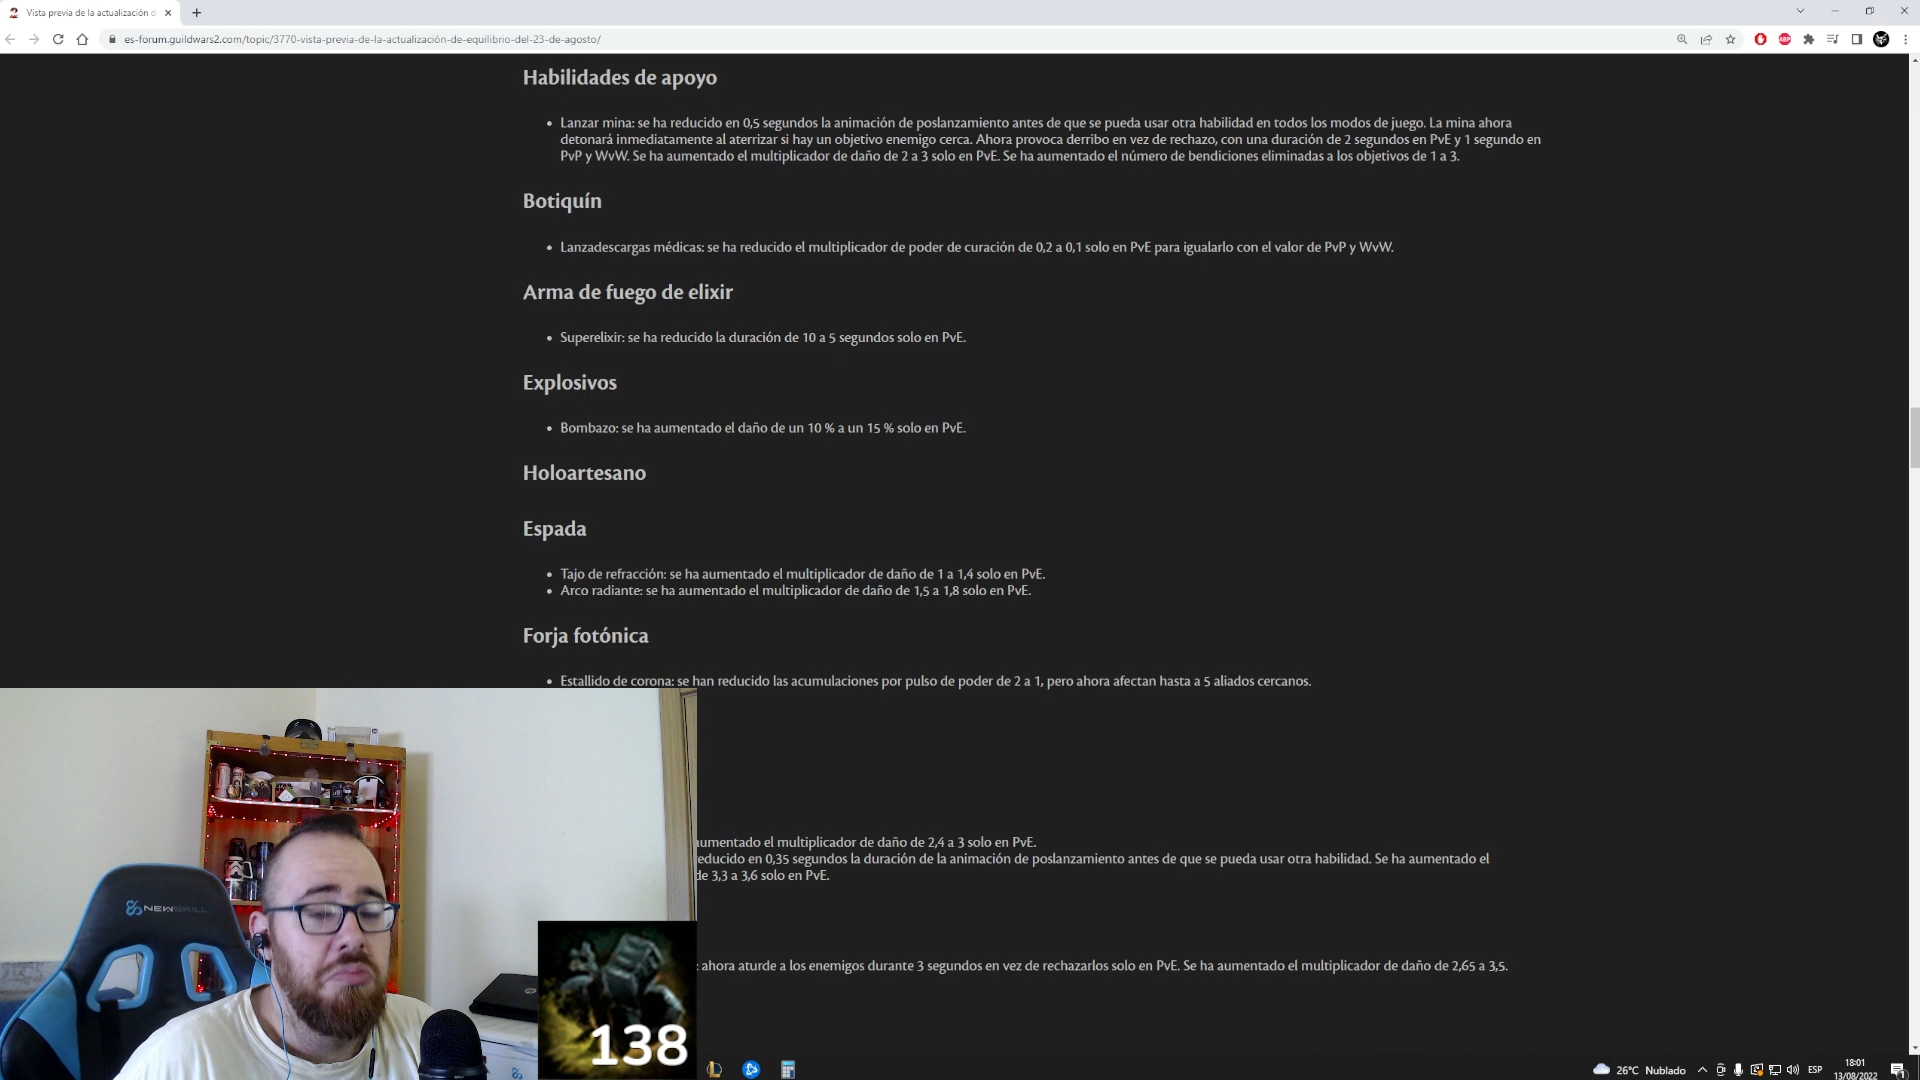 Vista previa de la actualización d
es-forum.guildwars2.com/topic/3770-vista-previa-de-la-actualización-de-equilibrio-del-23-de-agosto/
ABP
Habilidades de apoyo
• Lanzar mina: se ha reducido en 0,5 segundos la animación de poslanzamiento antes de que se pueda usar otra habilidad en todos los modos de juego. La mina ahora
detonará inmediatamente al aterrizar si hay un objetivo enemigo cerca. Ahora provoca derribo en vez de rechazo, con una duración de 2 segundos en PvE y 1 segundo en
PvP y WvW. Se ha aumentado el multiplicador de daño de 2 a 3 solo en PvE. Se ha aumentado el número de bendiciones eliminadas a los objetivos de 1 a 3.
Botiquín
• Lanzadescargas médicas: se ha reducido el multiplicador de poder de curación de 0,2 a 0,1 solo en PvE para igualarlo con el valor de PvP y WvW.
Arma de fuego de elixir
• Superelixir: se ha reducido la duración de 10 a 5 segundos solo en PvE.
Explosivos
• Bombazo: se ha aumentado el daño de un 10 % a un 15 % solo en PvE.
Holoartesano
Espada
• Tajo de refracción: se ha aumentado el multiplicador de daño de 1 a 1,4 solo en PvE.
• Arco radiante: se ha aumentado el multiplicador de daño de 1,5 a 1,8 solo en PvE.
Forja fotónica
• Estallido de corona: se han reducido las acumulaciones por pulso de poder de 2 a 1, pero ahora afectan hasta a 5 aliados cercanos.
aumentado el multiplicador de daño de 2,4 a 3 solo en PvE.
reducido en 0,35 segundos la duración de la animación de poslanzamiento antes de que se pueda usar otra habilidad. Se ha aumentado el
de 3,3 a 3,6 solo en PvE.
: ahora aturde a los enemigos durante 3 segundos en vez de rechazarlos solo en PvE. Se ha aumentado el multiplicador de daño de 2,65 a 3,5.
NEWSKILL
138
26°C Nublado
ESP
18:01
13/08/2022